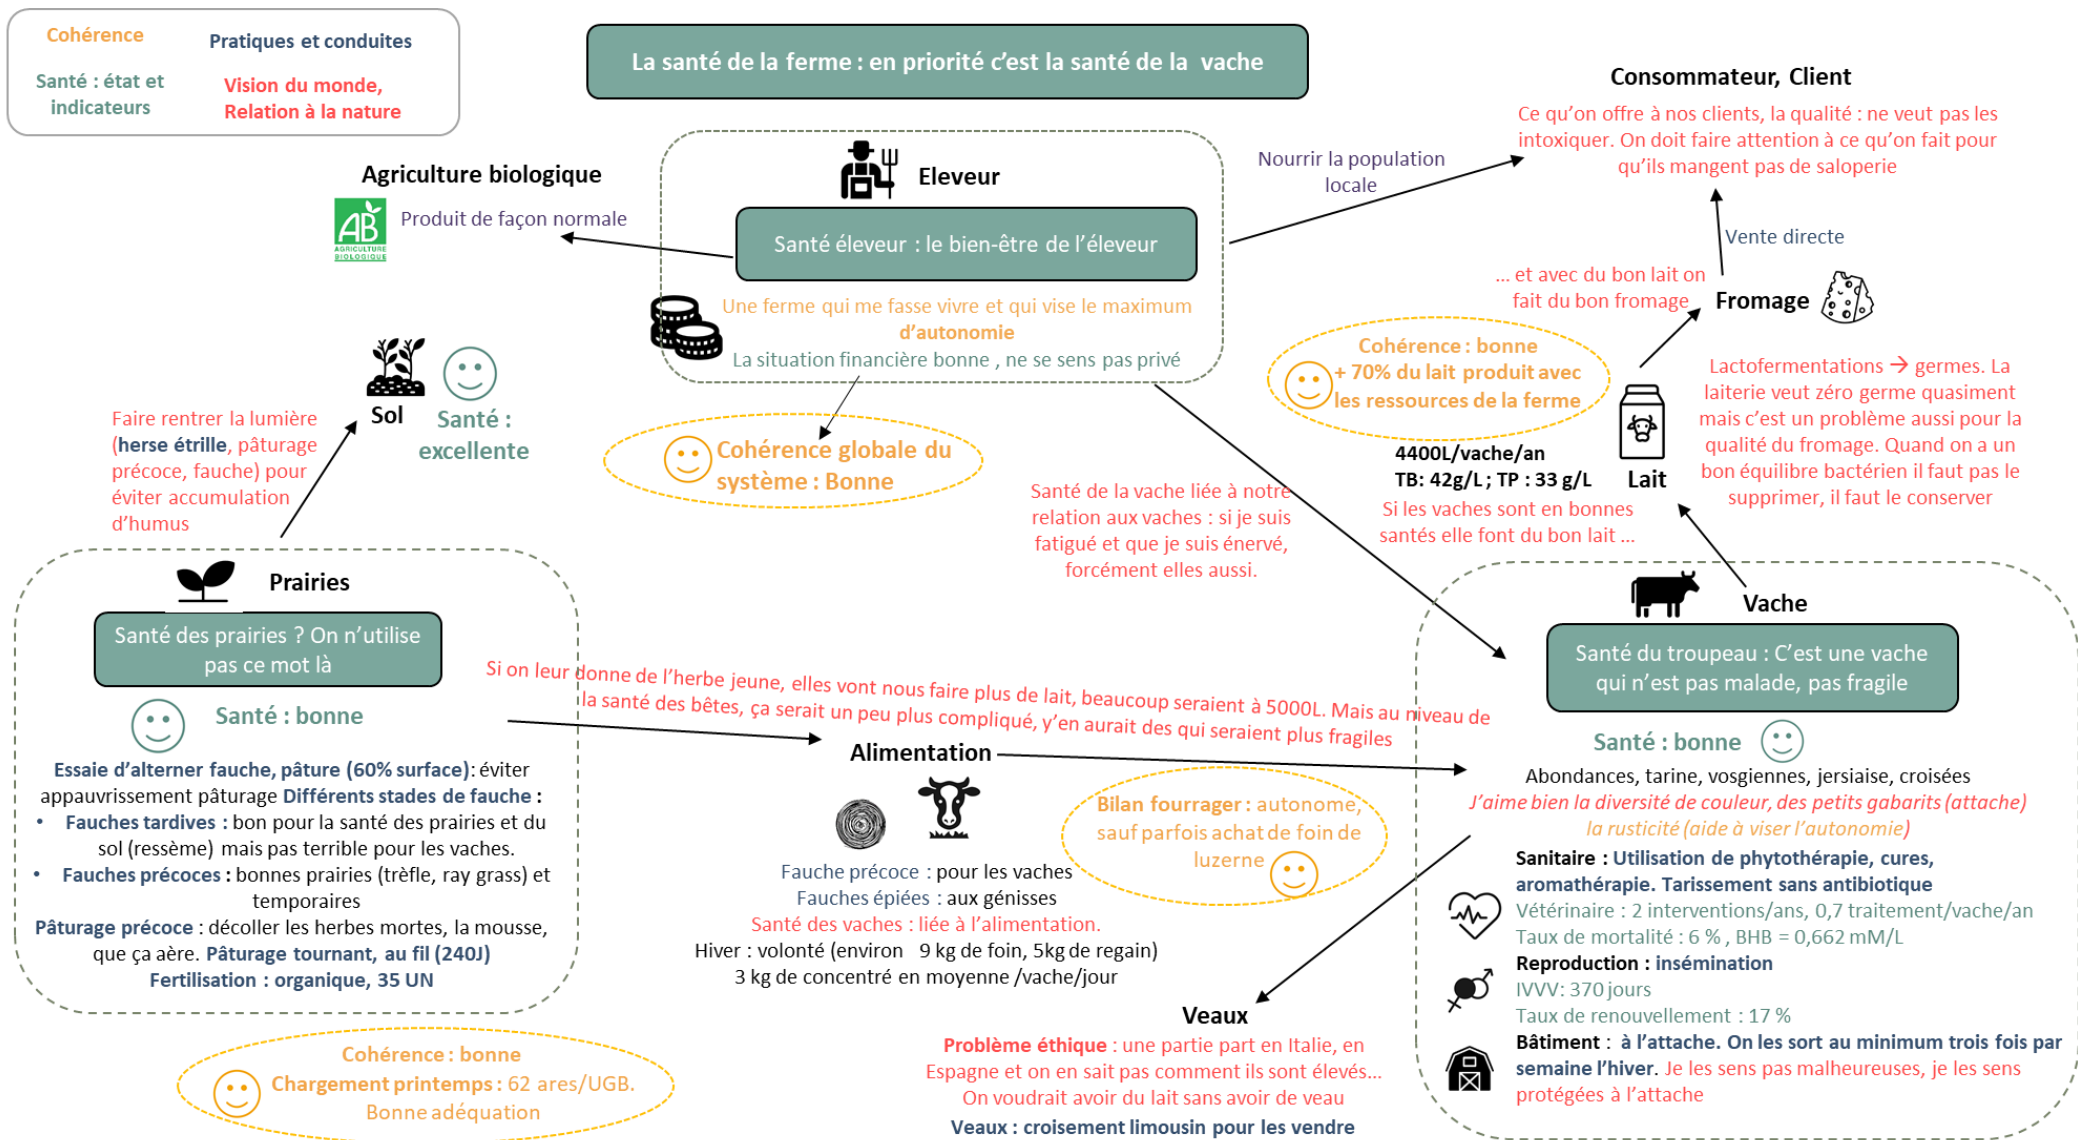 Cohérence
Pratiques et conduites
Santé : état et
indicateurs
Vision du monde,
Relation à la nature
La santé de la ferme : en priorité c’est la santé de la vache
Agriculture biologique
AB
AGRICULTURE
BIOLOGIQUE
Produit de façon normale
Eleveur
Santé éleveur : le bien-être de l’éleveur
Une ferme qui me fasse vivre et qui vise le maximum
d’autonomie
La situation financière bonne , ne se sens pas privé
Nourrir la population
locale
Consommateur, Client
Ce qu’on offre à nos clients, la qualité : ne veut pas les
intoxiquer. On doit faire attention à ce qu’on fait pour
qu’ils mangent pas de saloperie
Vente directe
... et avec du bon lait on
fait du bon fromage
Fromage
Cohérence : bonne
+ 70% du lait produit avec
les ressources de la ferme
Lactofermentations → germes. La
laiterie veut zéro germe quasiment
mais c’est un problème aussi pour la
qualité du fromage. Quand on a un
bon équilibre bactérien il faut pas le
supprimer, il faut le conserver
4400L/vache/an
TB: 42g/L ; TP : 33 g/L
Lait
Si les vaches sont en bonnes
santés elle font du bon lait ...
Sol
Santé :
excellente
Faire rentrer la lumière
(herse étrille, pâturage
précoce, fauche) pour
éviter accumulation
d’humus
Cohérence globale du
système : Bonne
Santé de la vache liée à notre
relation aux vaches : si je suis
fatigué et que je suis énervé,
forcément elles aussi.
Prairies
Santé des prairies ? On n’utilise
pas ce mot là
Santé : bonne
Essaie d’alterner fauche, pâture (60% surface): éviter
appauvrissement pâturage Différents stades de fauche :
• Fauches tardives : bon pour la santé des prairies et du
sol (ressème) mais pas terrible pour les vaches.
• Fauches précoces : bonnes prairies (trèfle, ray grass) et
temporaires
Pâturage précoce : décoller les herbes mortes, la mousse,
que ça aère. Pâturage tournant, au fil (240J)
Fertilisation : organique, 35 UN
Cohérence : bonne
Chargement printemps : 62 ares/UGB.
Bonne adéquation
Si on leur donne de l’herbe jeune, elles vont nous faire plus de lait, beaucoup seraient à 5000L. Mais au niveau de
la santé des bêtes, ça serait un peu plus compliqué, y’en aurait des qui seraient plus fragiles
Alimentation
Fauche précoce : pour les vaches
Fauches épiées : aux génisses
Santé des vaches : liée à l’alimentation.
Hiver : volonté (environ 9 kg de foin, 5kg de regain)
3 kg de concentré en moyenne /vache/jour
Bilan fourrager : autonome,
sauf parfois achat de foin de
luzerne
Veaux
Problème éthique : une partie part en Italie, en
Espagne et on en sait pas comment ils sont élevés...
On voudrait avoir du lait sans avoir de veau
Veaux : croisement limousin pour les vendre
Vache
Santé du troupeau : C’est une vache
qui n’est pas malade, pas fragile
Santé : bonne
Abondances, tarine, vosgiennes, jersiaise, croisées
J’aime bien la diversité de couleur, des petits gabarits (attache)
la rusticité (aide à viser l’autonomie)
Sanitaire : Utilisation de phytothérapie, cures,
aromathérapie. Tarissement sans antibiotique
Vétérinaire : 2 interventions/ans, 0,7 traitement/vache/an
Taux de mortalité : 6 % , BHB = 0,662 mM/L
Reproduction : insémination
IVVV: 370 jours
Taux de renouvellement : 17 %
Bâtiment : à l’attache. On les sort au minimum trois fois par
semaine l’hiver. Je les sens pas malheureuses, je les sens
protégées à l’attache